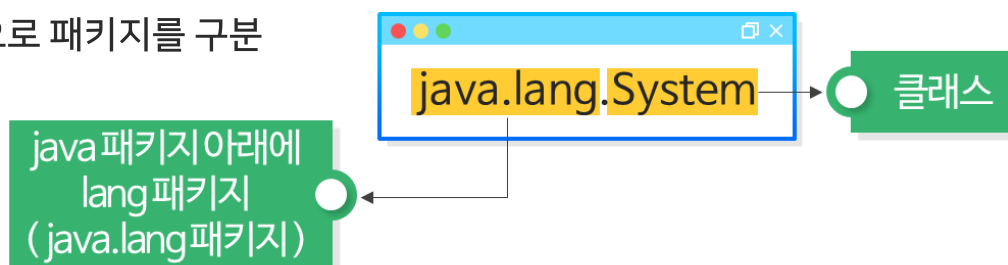 로 패키지를 구분
java.lang.System
클래스
java 패키지 아래에
lang 패키지
( java.lang 패키지 )